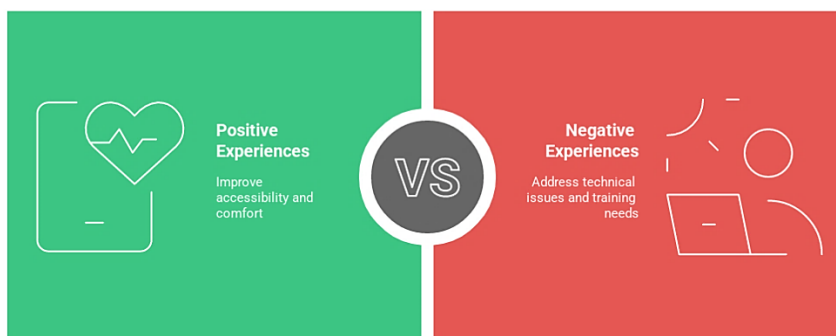 Positive
Experiences
Improve
accessibility and
comfort
VS
Negative
Experiences
Address technical
issues and training
needs